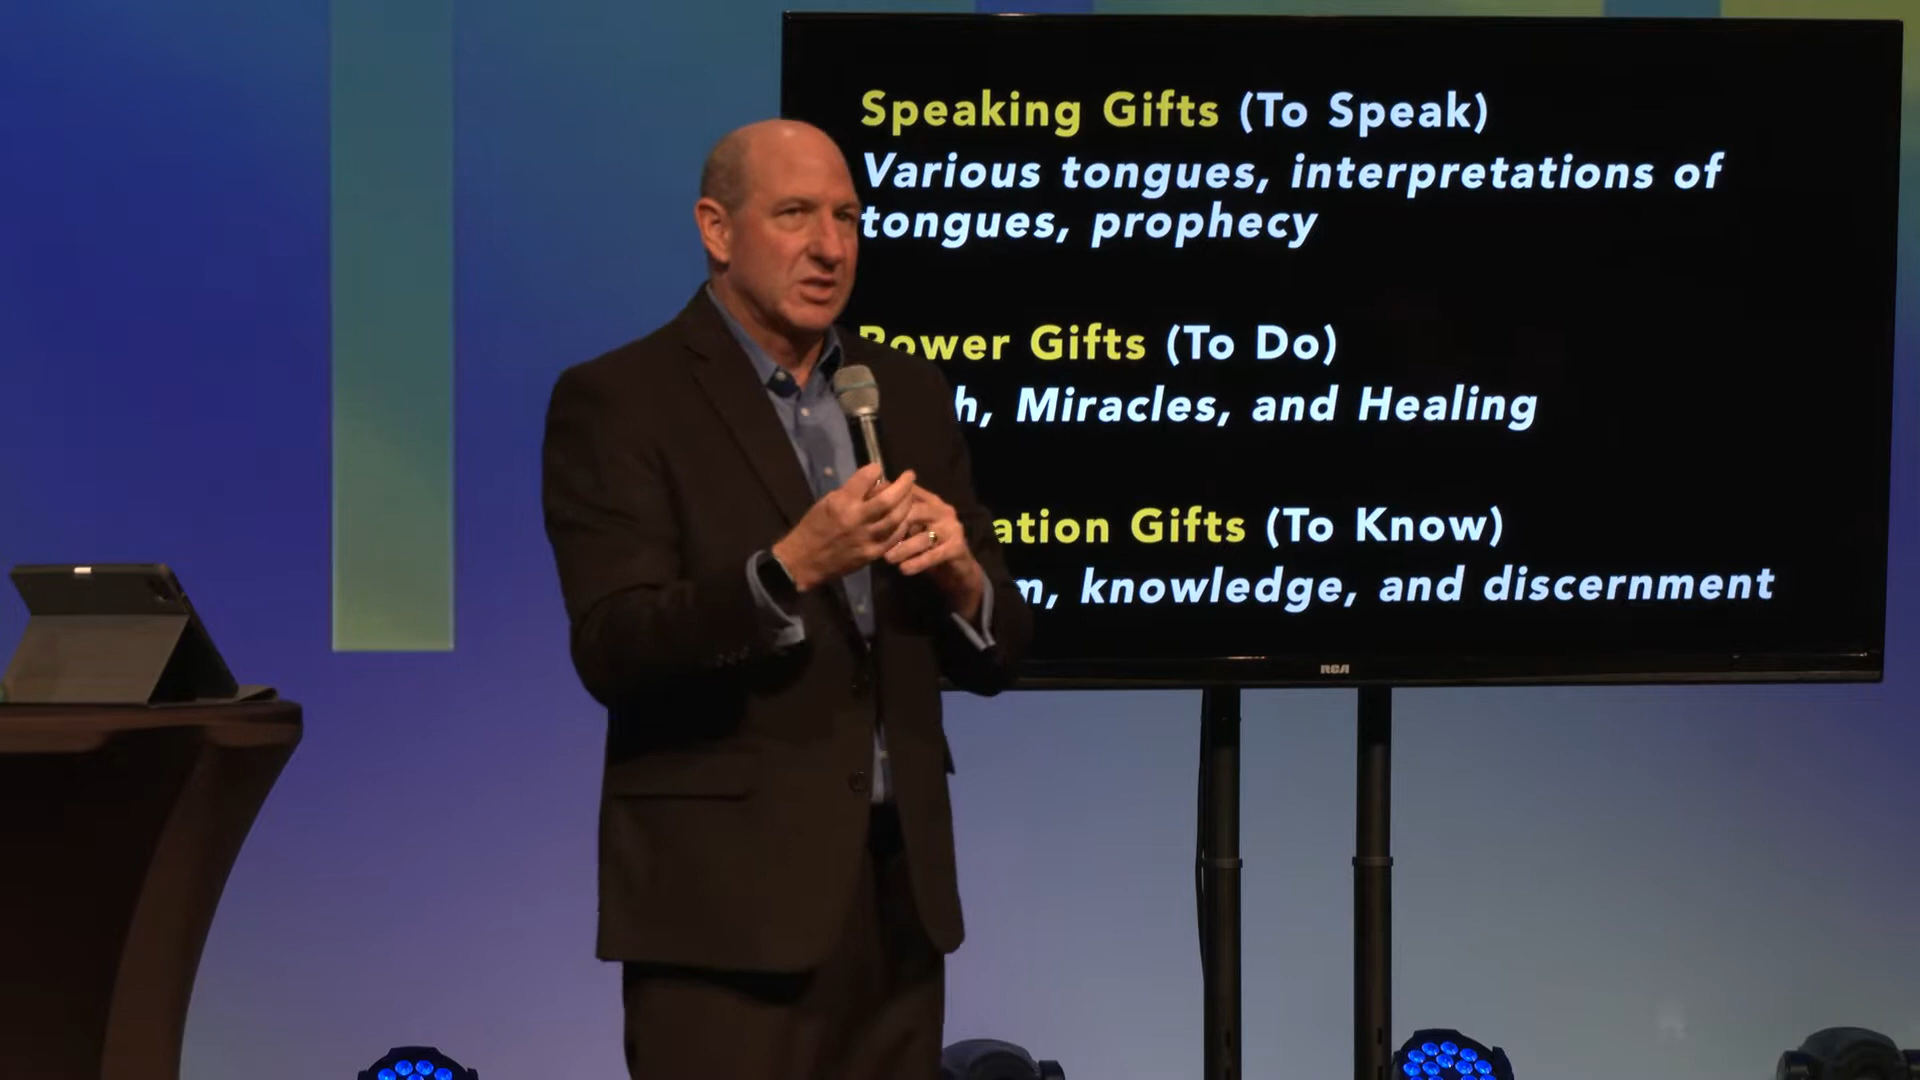 Speaking Gifts (To Speak)
Various tongues, interpretations of
tongues, prophecy
Power Gifts (To Do)
h, Miracles, and Healing
ation Gifts (To Know)
m, knowledge, and discernment
RCA